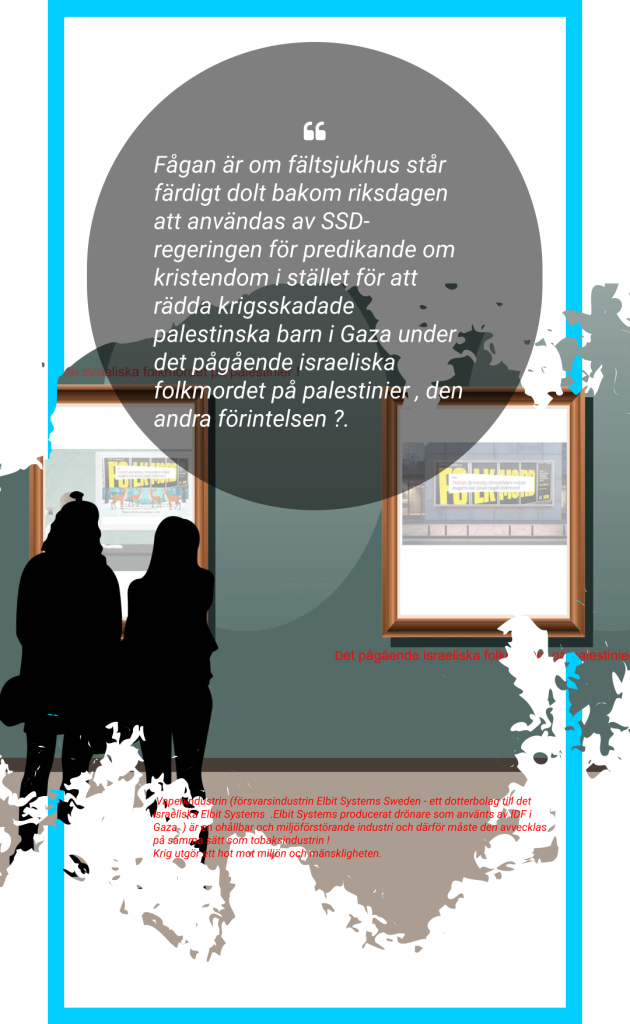 Fågan är om fältsjukhus står
färdigt dolt bakom riksdagen
att användas av SSD-
regeringen för predikande om
kristendom i stället för att
rädda krigsskadade
palestinska barn i Gaza under
det pågående israeliska
folkmordet på palestinier , den
andra förintelsen ?.
israeliska folkmordet på palestinier !
FOLKMORD
FOLKMORD
Det pågående israeliska
Vapenindustrin (försvarsindustrin Elbit Systems Sweden - ett dotterbolag till det
israeliska Elbit Systems .Elbit Systems producerat drönare som använts av IDF i
Gaza. ) är en ohållbar och miljöförstörande industri och därför måste den avvecklas
på samma sätt som tobaksindustrin !
Krig utgör ett hot mot miljön och mänskligheten.